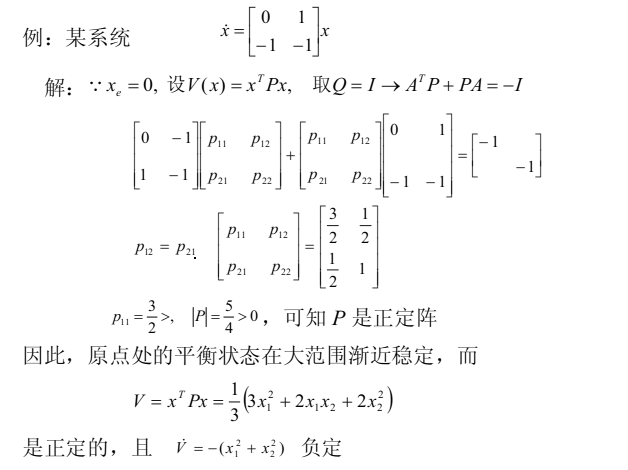 例：某系统 $\dot{x} = \begin{bmatrix} 0 & 1 \\ -1 & -1 \end{bmatrix} x$
解：$\because x_e = 0$, 设$V(x) = x^T Px$, 取$Q = I \rightarrow A^T P + PA = -I$
$\begin{bmatrix} 0 & -1 \\ 1 & -1 \end{bmatrix} \begin{bmatrix} p_{11} & p_{12} \\ p_{21} & p_{22} \end{bmatrix} + \begin{bmatrix} p_{11} & p_{12} \\ p_{21} & p_{22} \end{bmatrix} \begin{bmatrix} 0 & 1 \\ -1 & -1 \end{bmatrix} = \begin{bmatrix} -1 & \\ & -1 \end{bmatrix}$
$p_{12} = p_{21}$. $\begin{bmatrix} p_{11} & p_{12} \\ p_{21} & p_{22} \end{bmatrix} = \begin{bmatrix} \frac{3}{2} & \frac{1}{2} \\ \frac{1}{2} & 1 \end{bmatrix}$
$p_{11} = \frac{3}{2} >, \quad |P| = \frac{5}{4} > 0$，可知 P 是正定阵
因此，原点处的平衡状态在大范围渐近稳定，而
$V = x^T Px = \frac{1}{3}(3x_1^2 + 2x_1x_2 + 2x_2^2)$
是正定的，且 $\dot{V} = -(x_1^2 + x_2^2)$ 负定